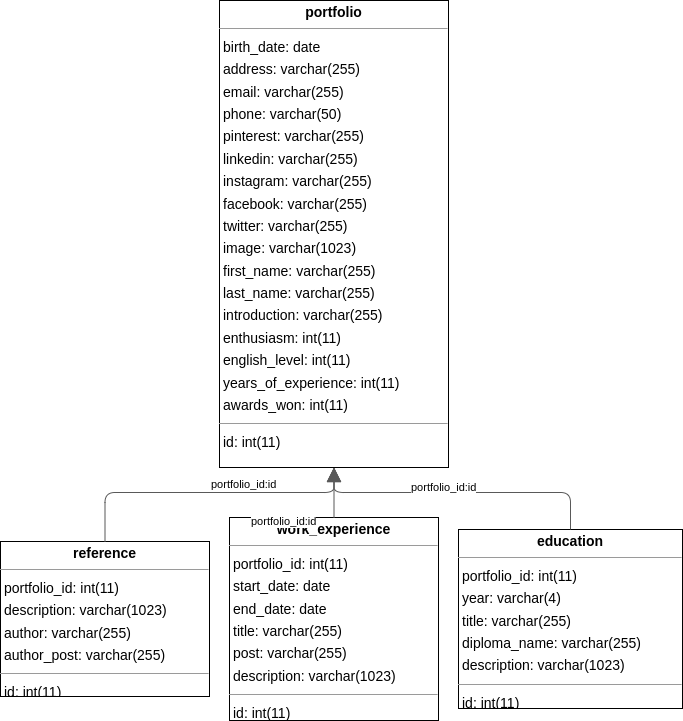 portfolio
birth_date: date
address: varchar(255)
email: varchar(255)
phone: varchar(50)
pinterest: varchar(255)
linkedin: varchar(255)
instagram: varchar(255)
facebook: varchar(255)
twitter: varchar(255)
image: varchar(1023)
first_name: varchar(255)
last_name: varchar(255)
introduction: varchar(255)
enthusiasm: int(11)
english_level: int(11)
years_of_experience: int(11)
awards_won: int(11)
id: int(11)
portfolio_id:id
portfolio_id:id
portfolio_id:id
reference
portfolio_id: int(11)
description: varchar(1023)
author: varchar(255)
author_post: varchar(255)
id: int(11)
work_experience
portfolio_id: int(11)
start_date: date
end_date: date
title: varchar(255)
post: varchar(255)
description: varchar(1023)
id: int(11)
education
portfolio_id: int(11)
year: varchar(4)
title: varchar(255)
diploma_name: varchar(255)
description: varchar(1023)
id: int(11)